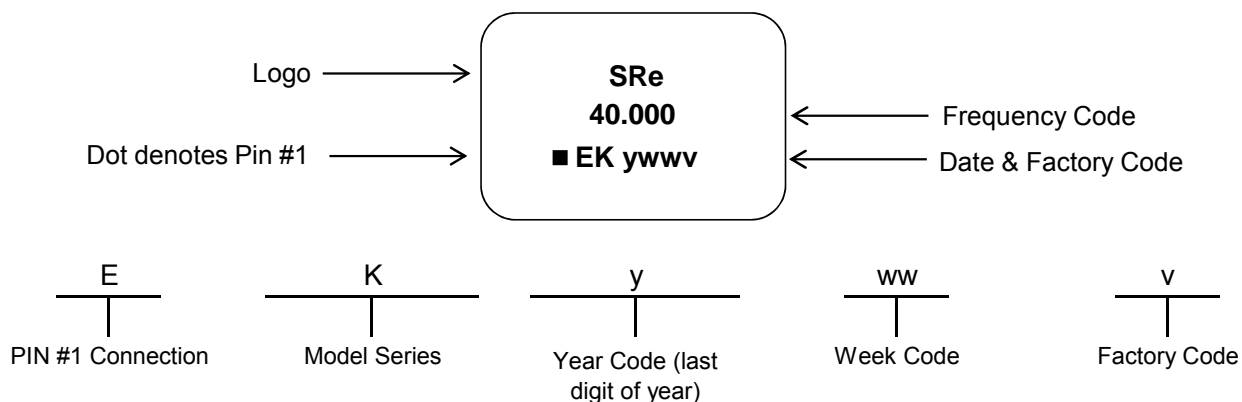 Logo
SRe
40.000
Frequency Code
Dot denotes Pin #1
■ EK ywwv
Date & Factory Code
E
K
y
ww
v
PIN #1 Connection
Model Series
Year Code (last
digit of year)
Week Code
Factory Code